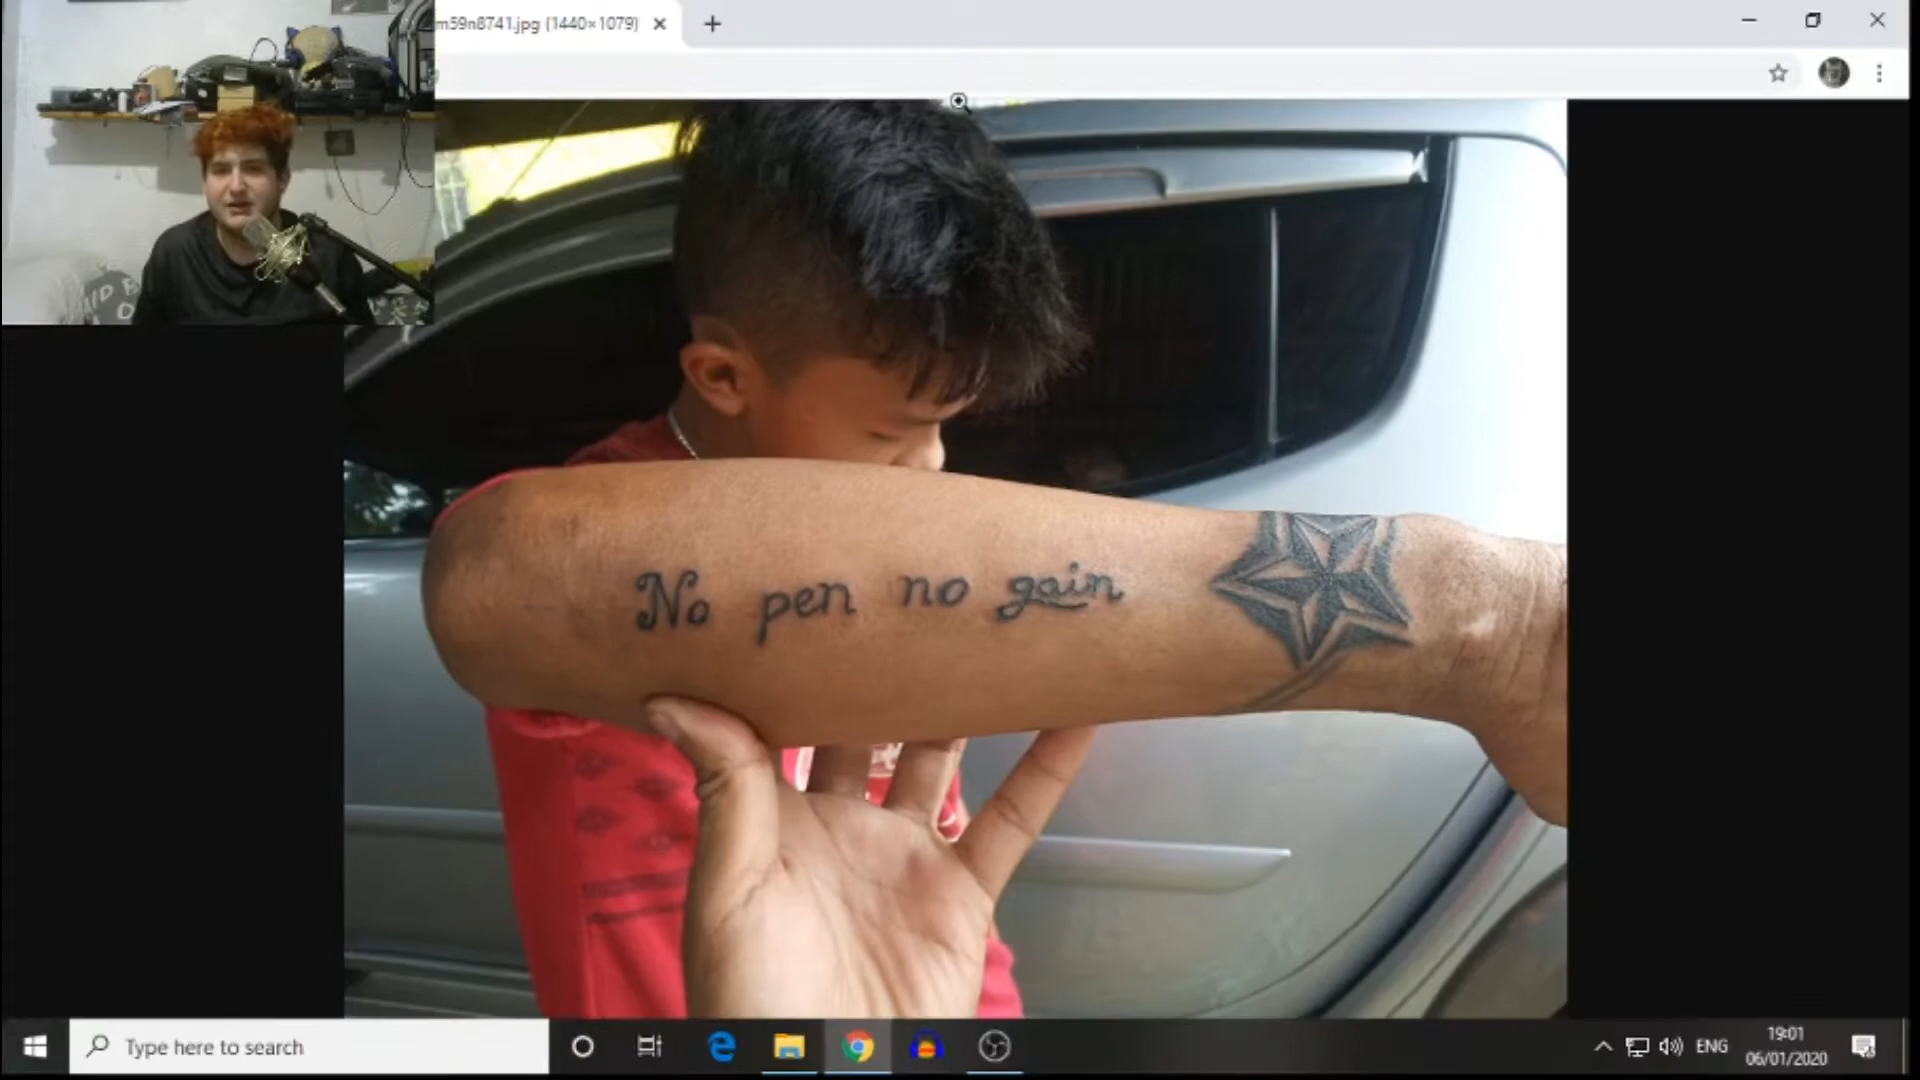 m59n8741.jpg (1440×1079)
No pen no gain
Type here to search
ENG
19:01
06/01/2020